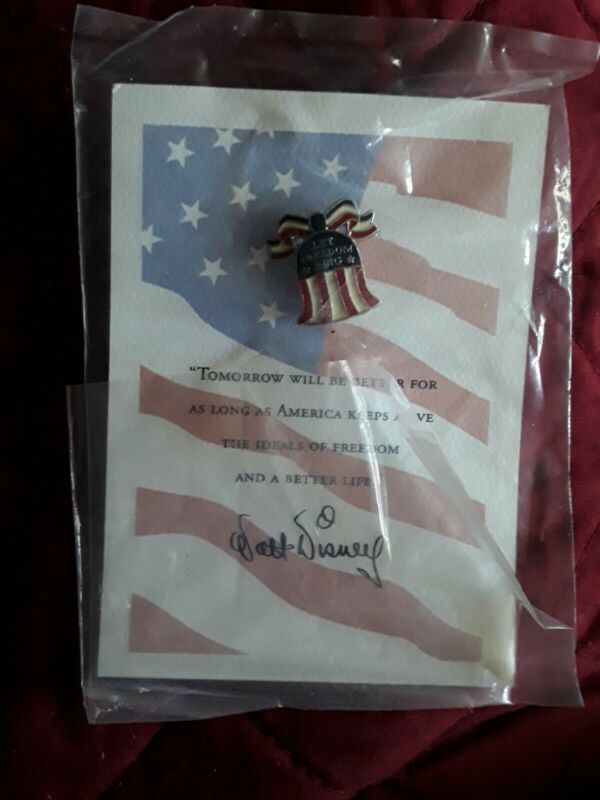 LET
FREEDOM
RING
“TOMORROW WILL BE BETTER FOR
AS LONG AS AMERICA KEEPS ALIVE
THE IDEALS OF FREEDOM
AND A BETTER LIFE
Walt Disney